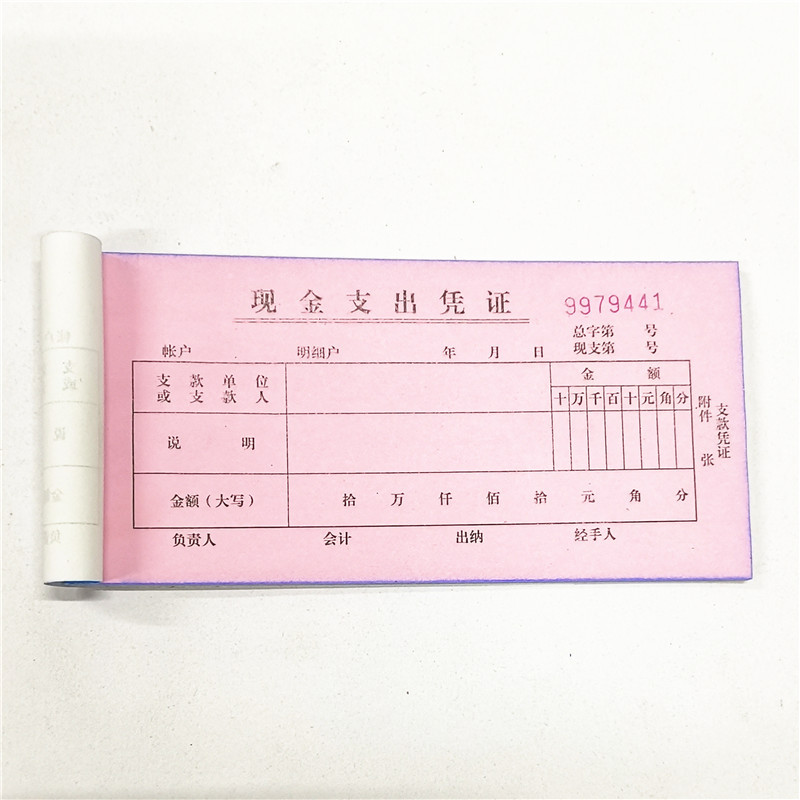 现金支出凭证
9979441
总字第 号
帐户 明细户 年 月 日 现支第 号
支款单位
或支款人
金额
十万千百十元角分
说明
金额（大写） 拾 万 仟 佰 拾 元 角 分
负责人 会计 出纳 经手人
支款凭证
附件 张